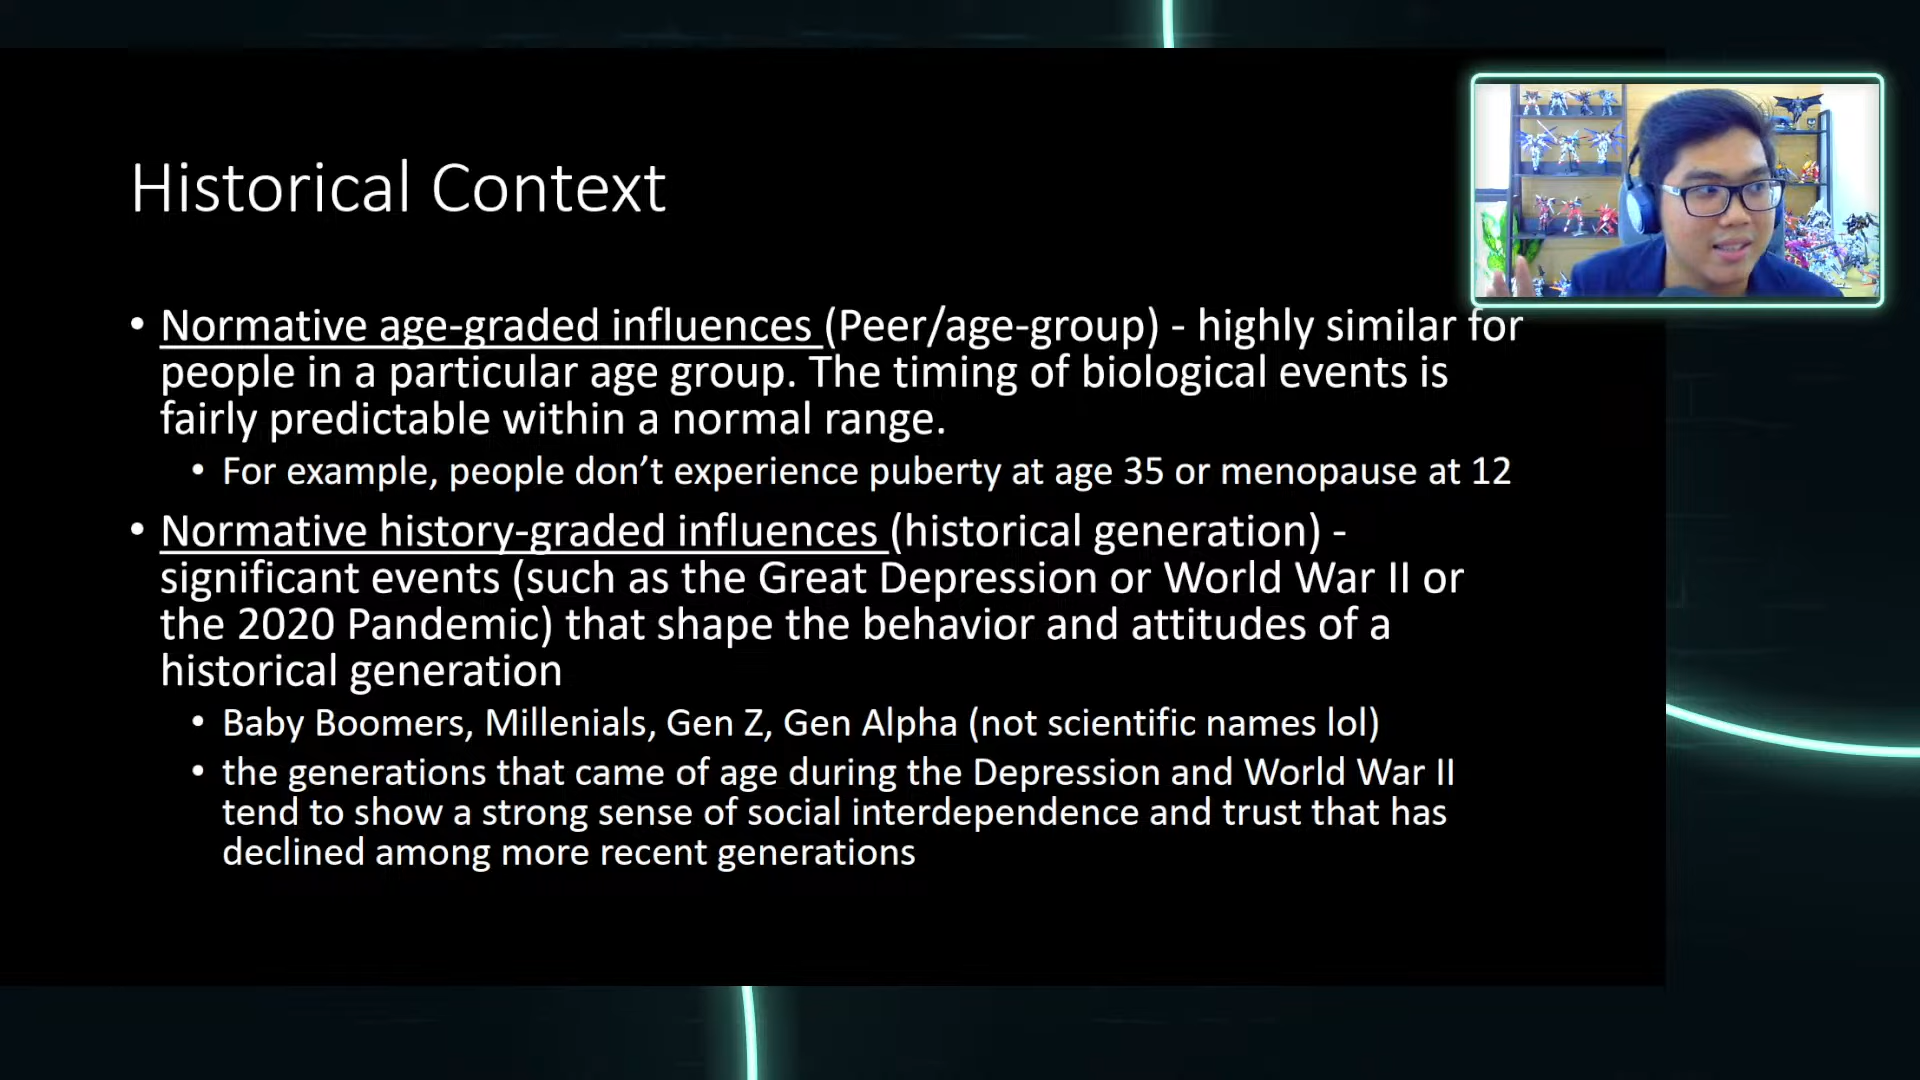 Historical Context
• Normative age-graded influences (Peer/age-group) - highly similar for
people in a particular age group. The timing of biological events is
fairly predictable within a normal range.
• For example, people don’t experience puberty at age 35 or menopause at 12
• Normative history-graded influences (historical generation) -
significant events (such as the Great Depression or World War II or
the 2020 Pandemic) that shape the behavior and attitudes of a
historical generation
• Baby Boomers, Millenials, Gen Z, Gen Alpha (not scientific names lol)
• the generations that came of age during the Depression and World War II
tend to show a strong sense of social interdependence and trust that has
declined among more recent generations